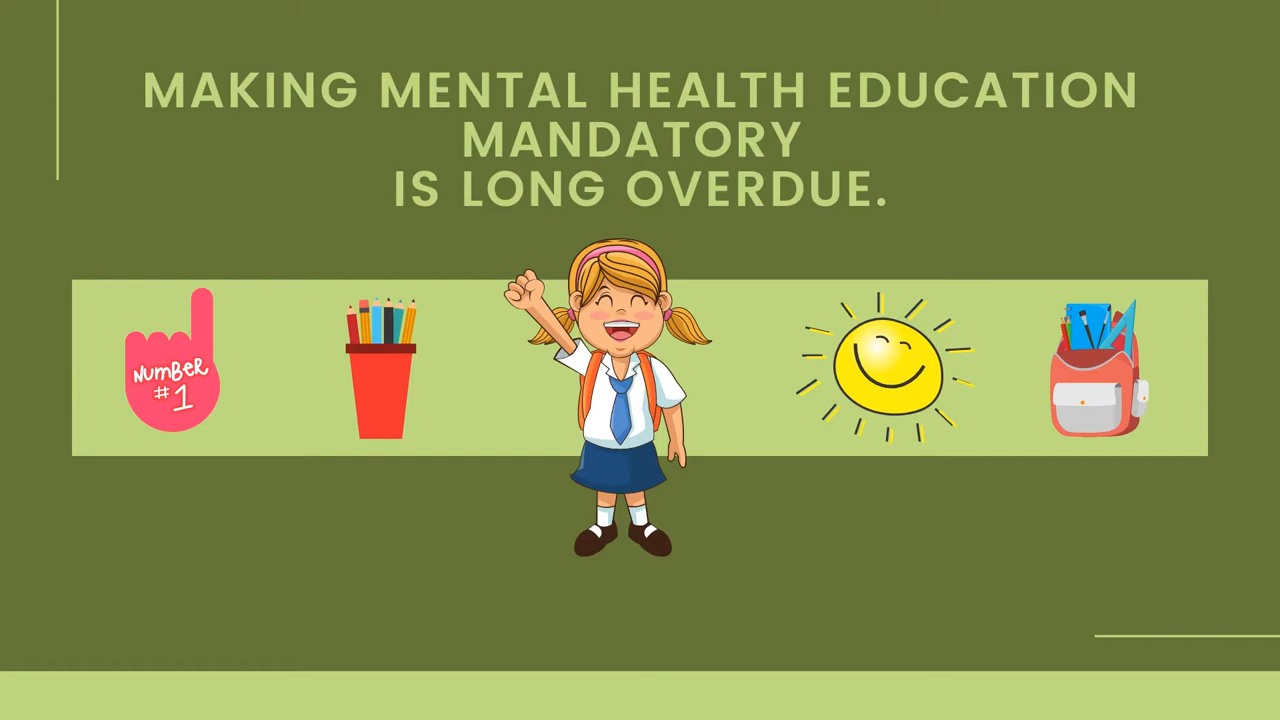 MAKING MENTAL HEALTH EDUCATION
MANDATORY
IS LONG OVERDUE.
NUMBER
#1